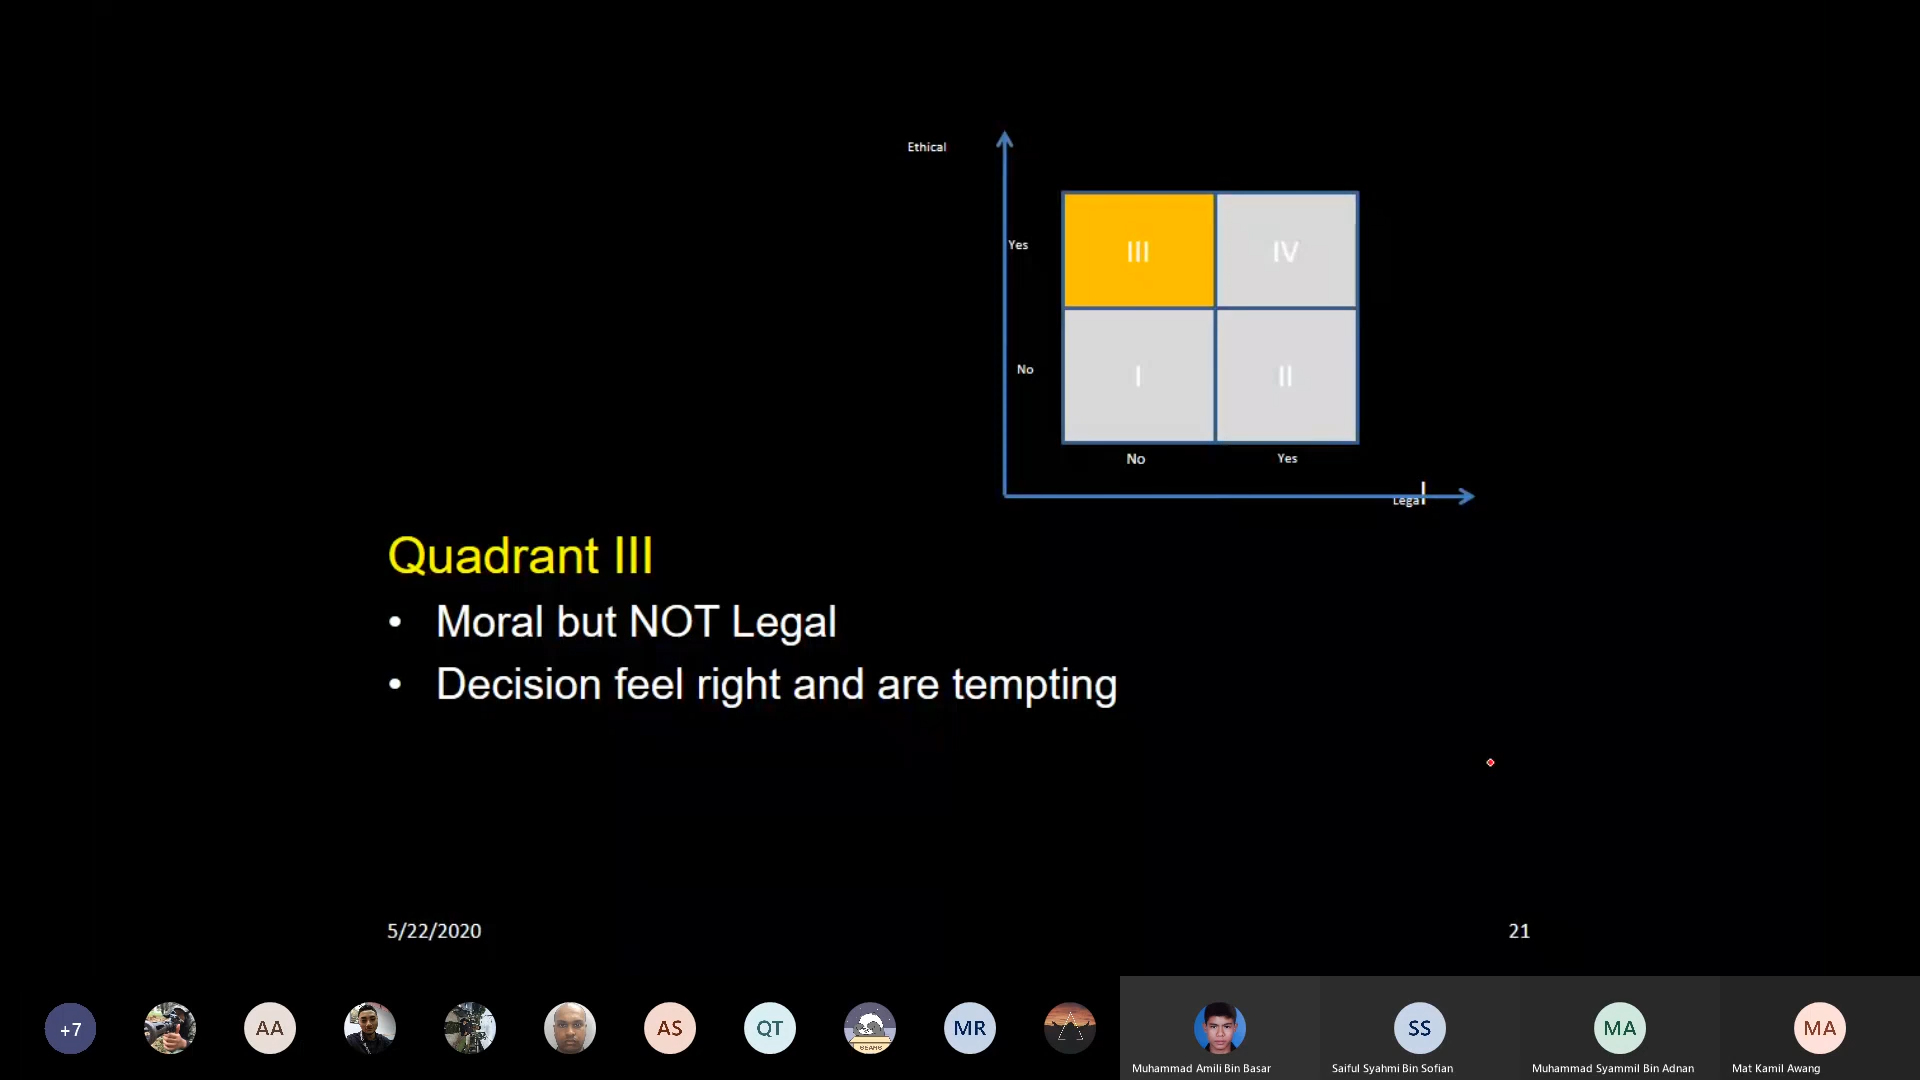 Ethical
Yes
III
IV
No
I
II
No
Yes
Legal
Quadrant III
• Moral but NOT Legal
• Decision feel right and are tempting
5/22/2020
21
+7
AA
AS
QT
BEARS
MR
SS
MA
MA
Muhammad Amili Bin Basar
Saiful Syahmi Bin Sofian
Muhammad Syammil Bin Adnan
Mat Kamil Awang